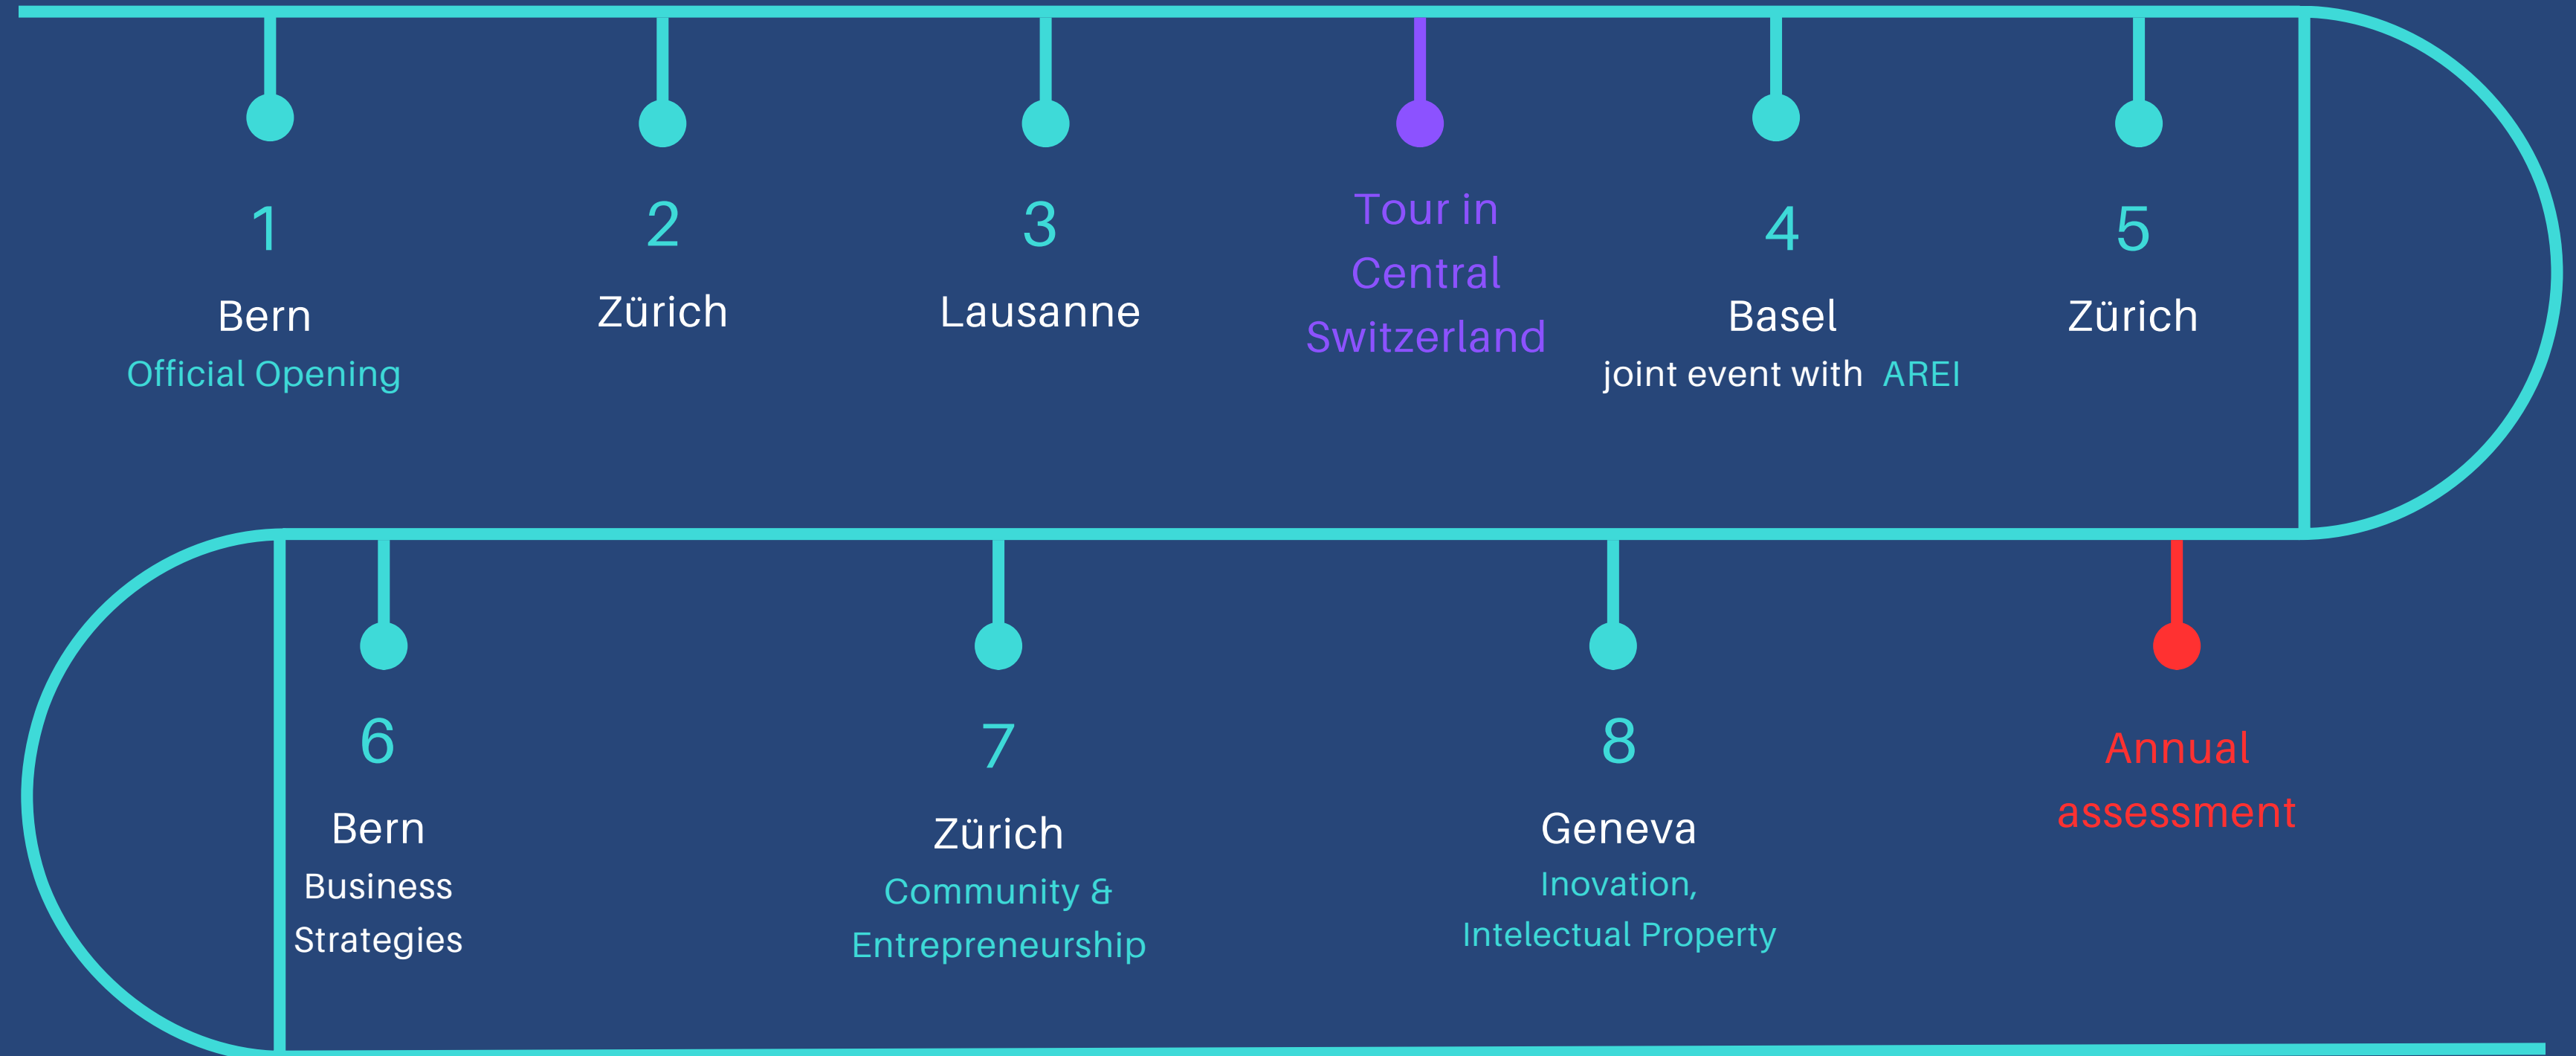 1
Bern
Official Opening
2
Zürich
3
Lausanne
Tour in
Central
Switzerland
4
Basel
joint event with AREI
5
Zürich
6
Bern
Business
Strategies
7
Zürich
Community &
Entrepreneurship
8
Geneva
Inovation,
Intelectual Property
Annual
assessment